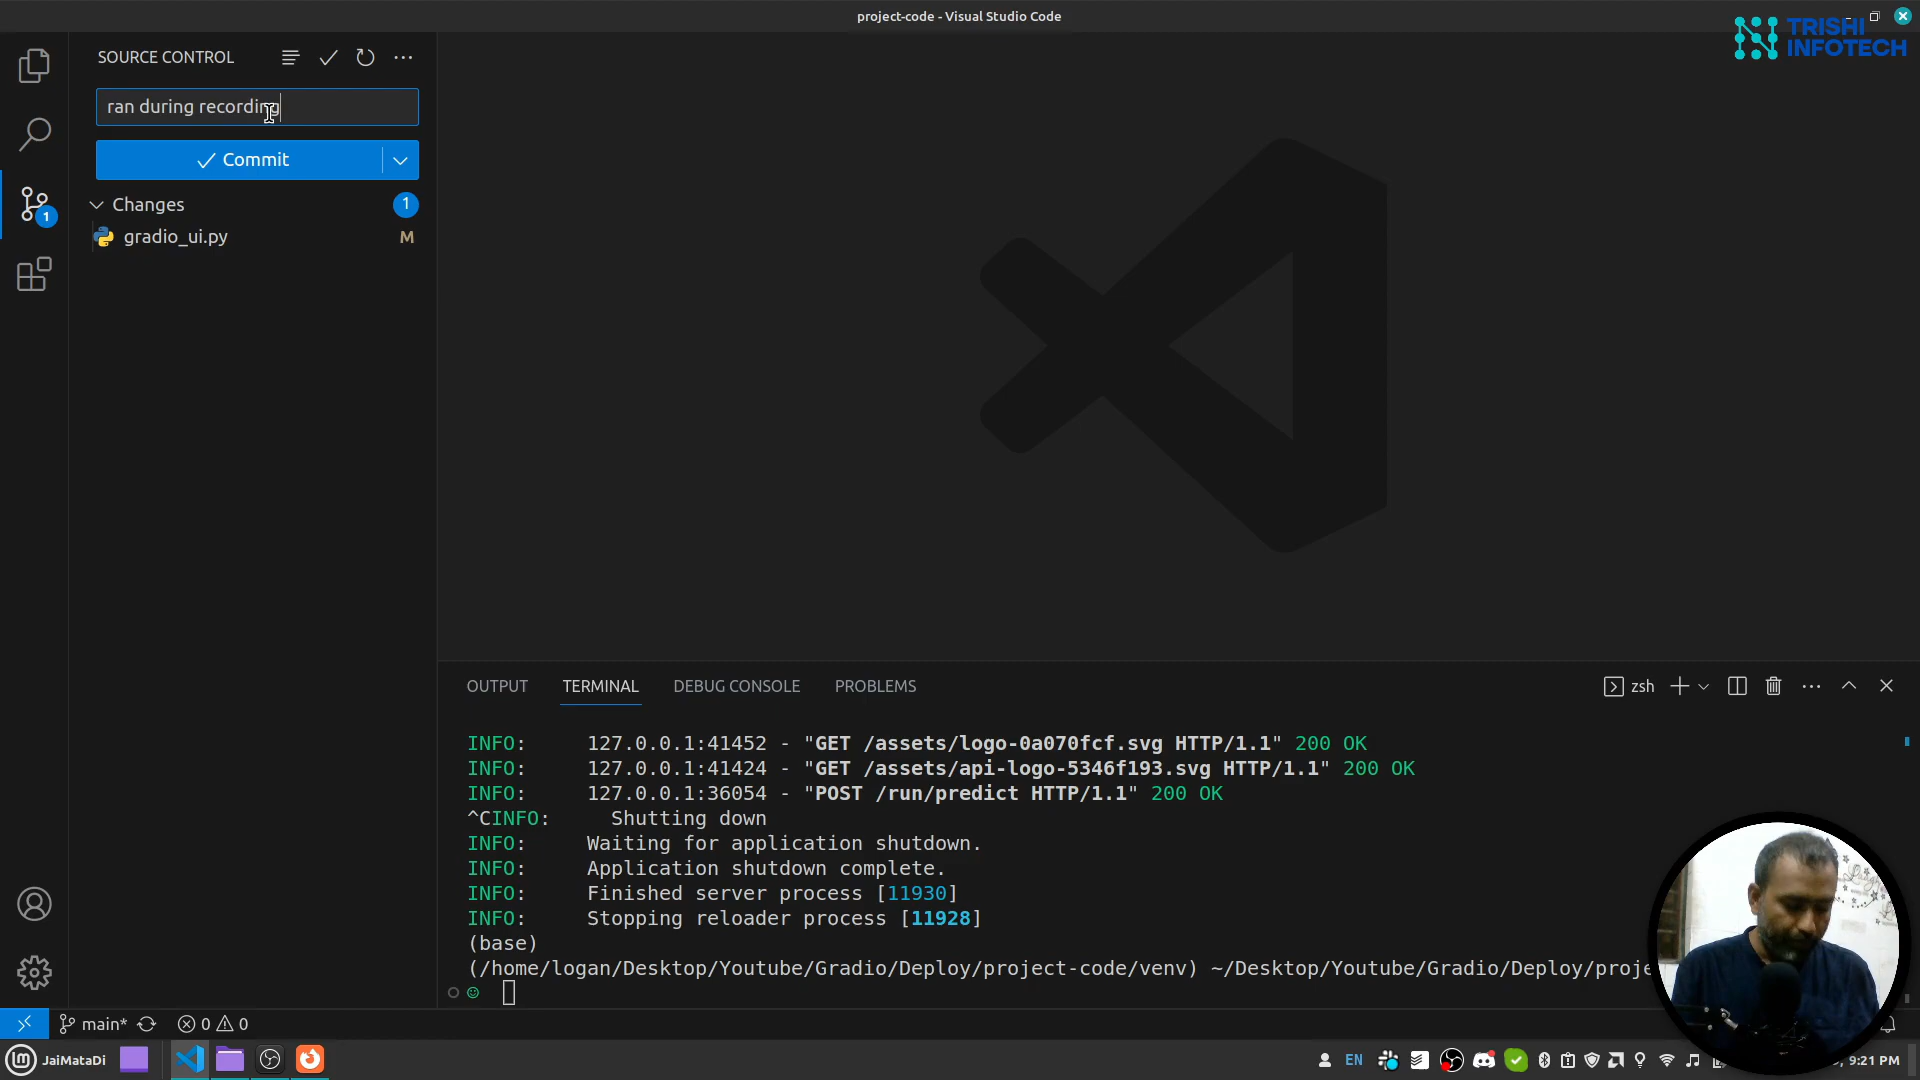 project-code - Visual Studio Code
TRISHI
INFOTECH
SOURCE CONTROL
ran during recording
Commit
Changes
1
gradio_ui.py
M
1
OUTPUT
TERMINAL
DEBUG CONSOLE
PROBLEMS
zsh
INFO: 127.0.0.1:41452 - "GET /assets/logo-0a070fcf.svg HTTP/1.1" 200 OK
INFO: 127.0.0.1:41424 - "GET /assets/api-logo-5346f193.svg HTTP/1.1" 200 OK
INFO: 127.0.0.1:36054 - "POST /run/predict HTTP/1.1" 200 OK
^CINFO: Shutting down
INFO: Waiting for application shutdown.
INFO: Application shutdown complete.
INFO: Finished server process [11930]
INFO: Stopping reloader process [11928]
(base)
(/home/logan/Desktop/Youtube/Gradio/Deploy/project-code/venv) ~/Desktop/Youtube/Gradio/Deploy/proje
main*
0
0
JaiMataDi
EN
9:21 PM